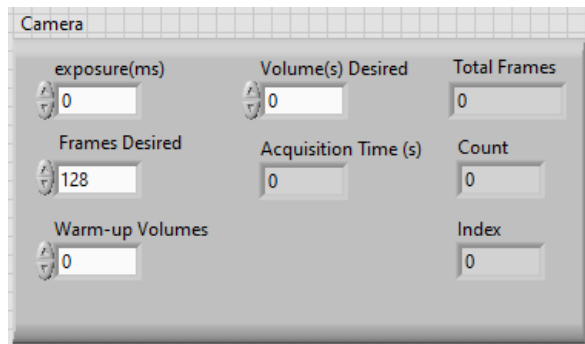 Camera
exposure(ms)
Volume(s) Desired
Total Frames
0
0
0
Frames Desired
Acquisition Time (s)
Count
128
0
0
Warm-up Volumes
Index
0
0